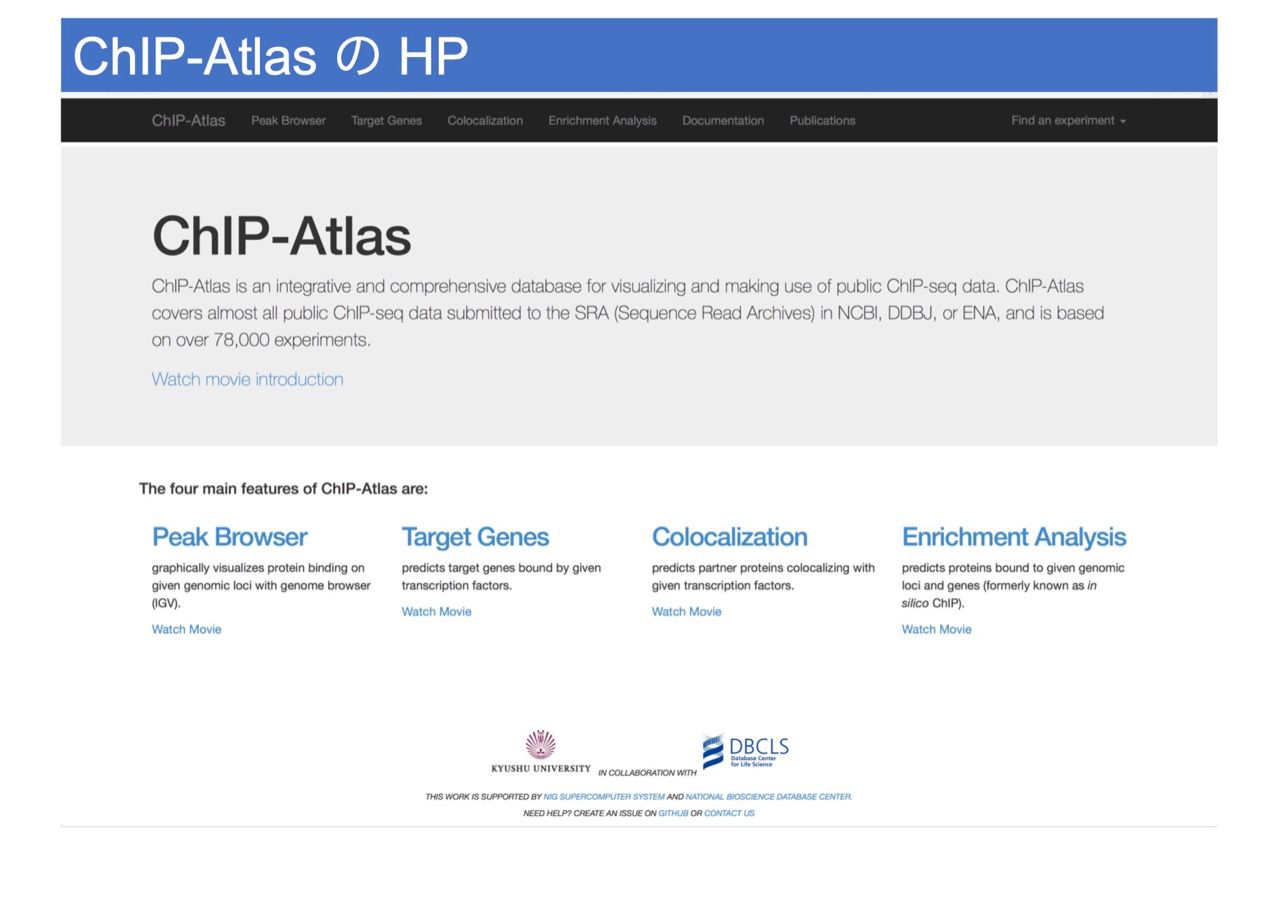 ChIP-Atlas の HP
ChIP-Atlas Peak Browser Target Genes Colocalization Enrichment Analysis Documentation Publications Find an experiment
ChIP-Atlas
ChIP-Atlas is an integrative and comprehensive database for visualizing and making use of public ChIP-seq data. ChIP-Atlas
covers almost all public ChIP-seq data submitted to the SRA (Sequence Read Archives) in NCBI, DDBJ, or ENA, and is based
on over 78,000 experiments.
Watch movie introduction
The four main features of ChIP-Atlas are:
Peak Browser
graphically visualizes protein binding on
given genomic loci with genome browser
(IGV).
Watch Movie
Target Genes
predicts target genes bound by given
transcription factors.
Watch Movie
Colocalization
predicts partner proteins colocalizing with
given transcription factors.
Watch Movie
Enrichment Analysis
predicts proteins bound to given genomic
loci and genes (formerly known as in
silico ChIP).
Watch Movie
KYUSHU UNIVERSITY IN COLLABORATION WITH DBCLS
Database Center
for Life Science
THIS WORK IS SUPPORTED BY NIG SUPERCOMPUTER SYSTEM AND NATIONAL BIOSCIENCE DATABASE CENTER.
NEED HELP? CREATE AN ISSUE ON GITHUB OR CONTACT US